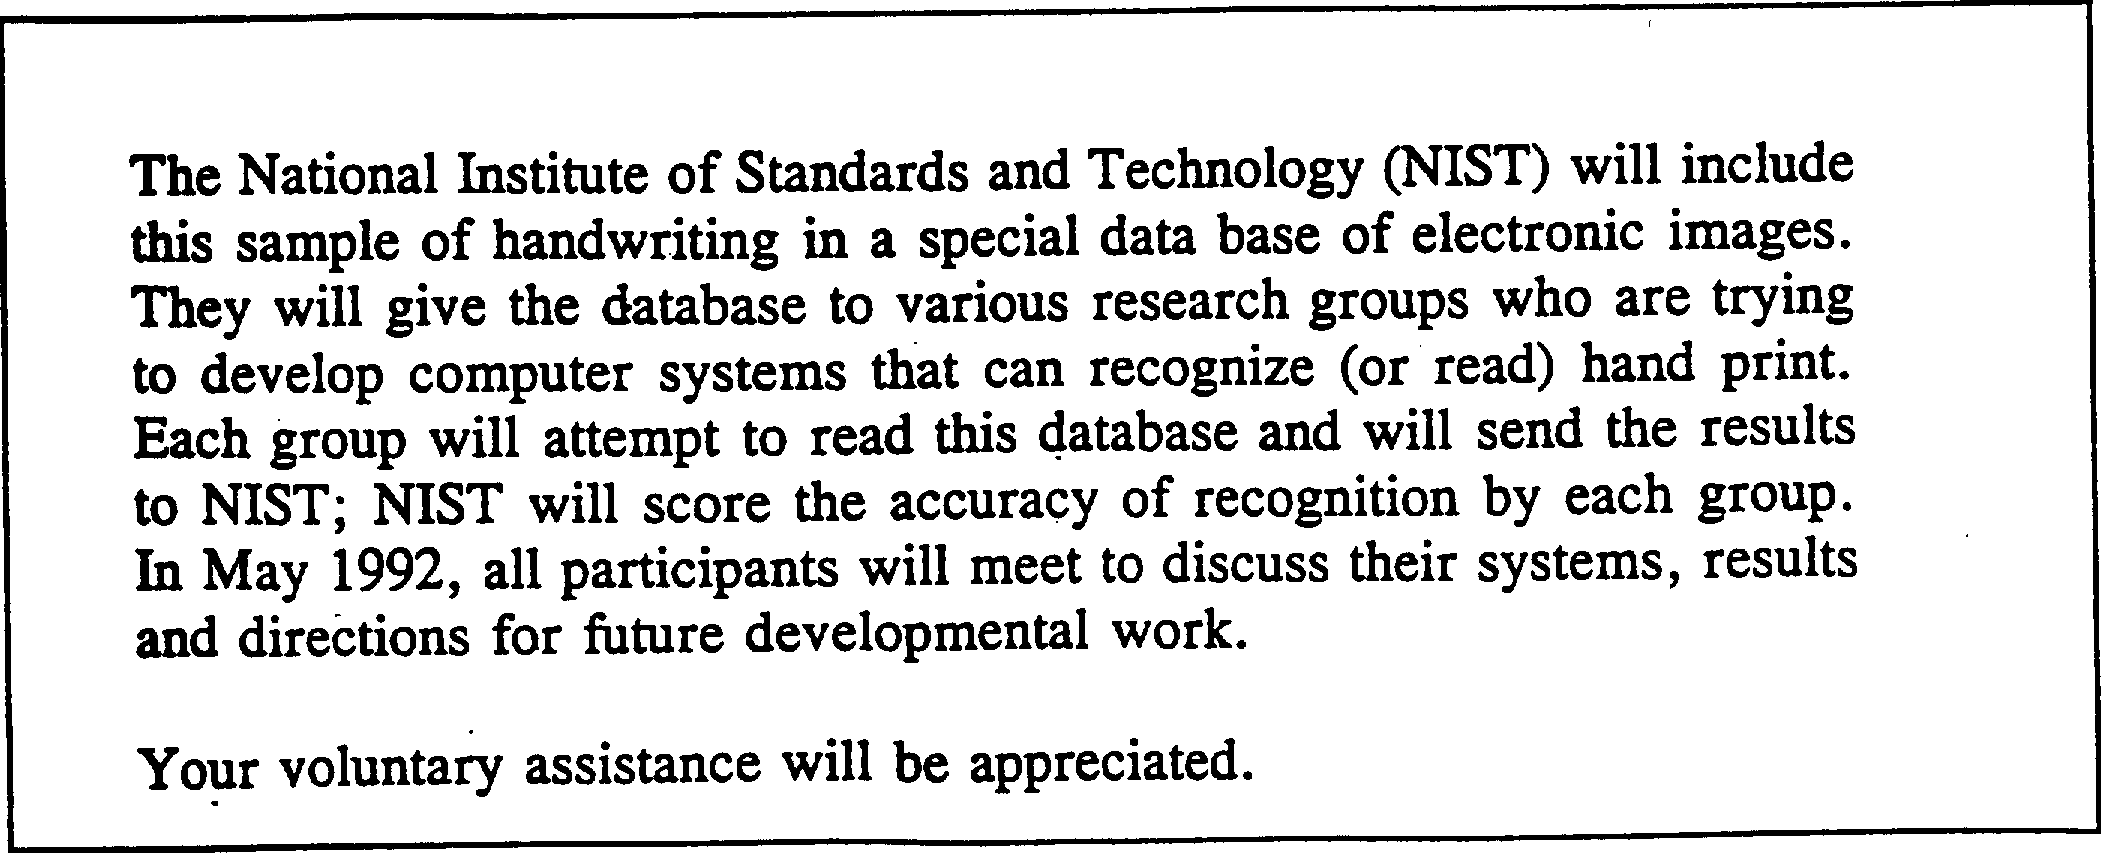 The National Institute of Standards and Technology (NIST) will include
this sample of handwriting in a special data base of electronic images.
They will give the database to various research groups who are trying
to develop computer systems that can recognize (or read) hand print.
Each group will attempt to read this database and will send the results
to NIST; NIST will score the accuracy of recognition by each group.
In May 1992, all participants will meet to discuss their systems, results
and directions for future developmental work.
Your voluntary assistance will be appreciated.